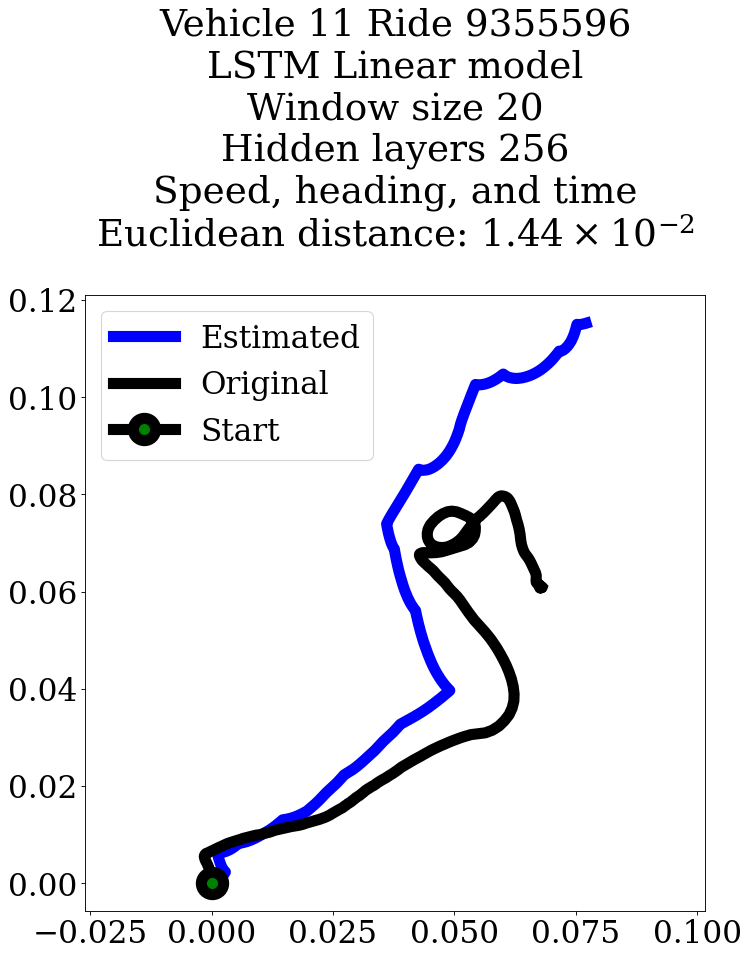 Vehicle 11 Ride 9355596
LSTM Linear model
Window size 20
Hidden layers 256
Speed, heading, and time
Euclidean distance: 1.44 × 10⁻²
Estimated
Original
Start
0.12
0.10
0.08
0.06
0.04
0.02
0.00
−0.025 0.000 0.025 0.050 0.075 0.100